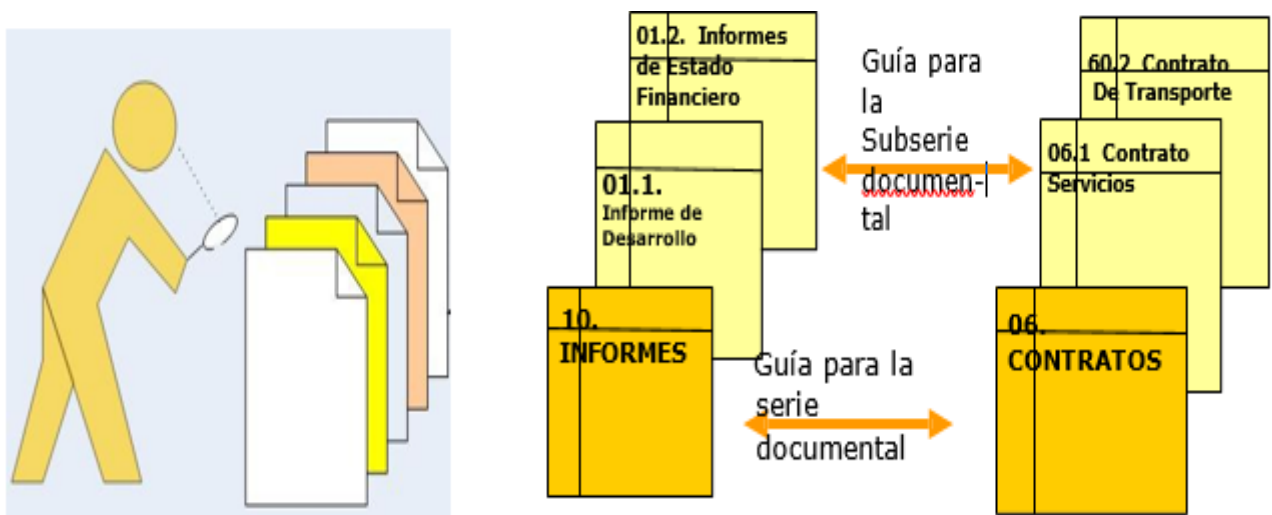 01.2. Informes
de Estado
Financiero
01.1.
Informe de
Desarrollo
10.
INFORMES
Guía para
la
Subserie
documen-
tal
Guía para la
serie
documental
60.2 Contrato
De Transporte
06.1 Contrato
Servicios
06.
CONTRATOS